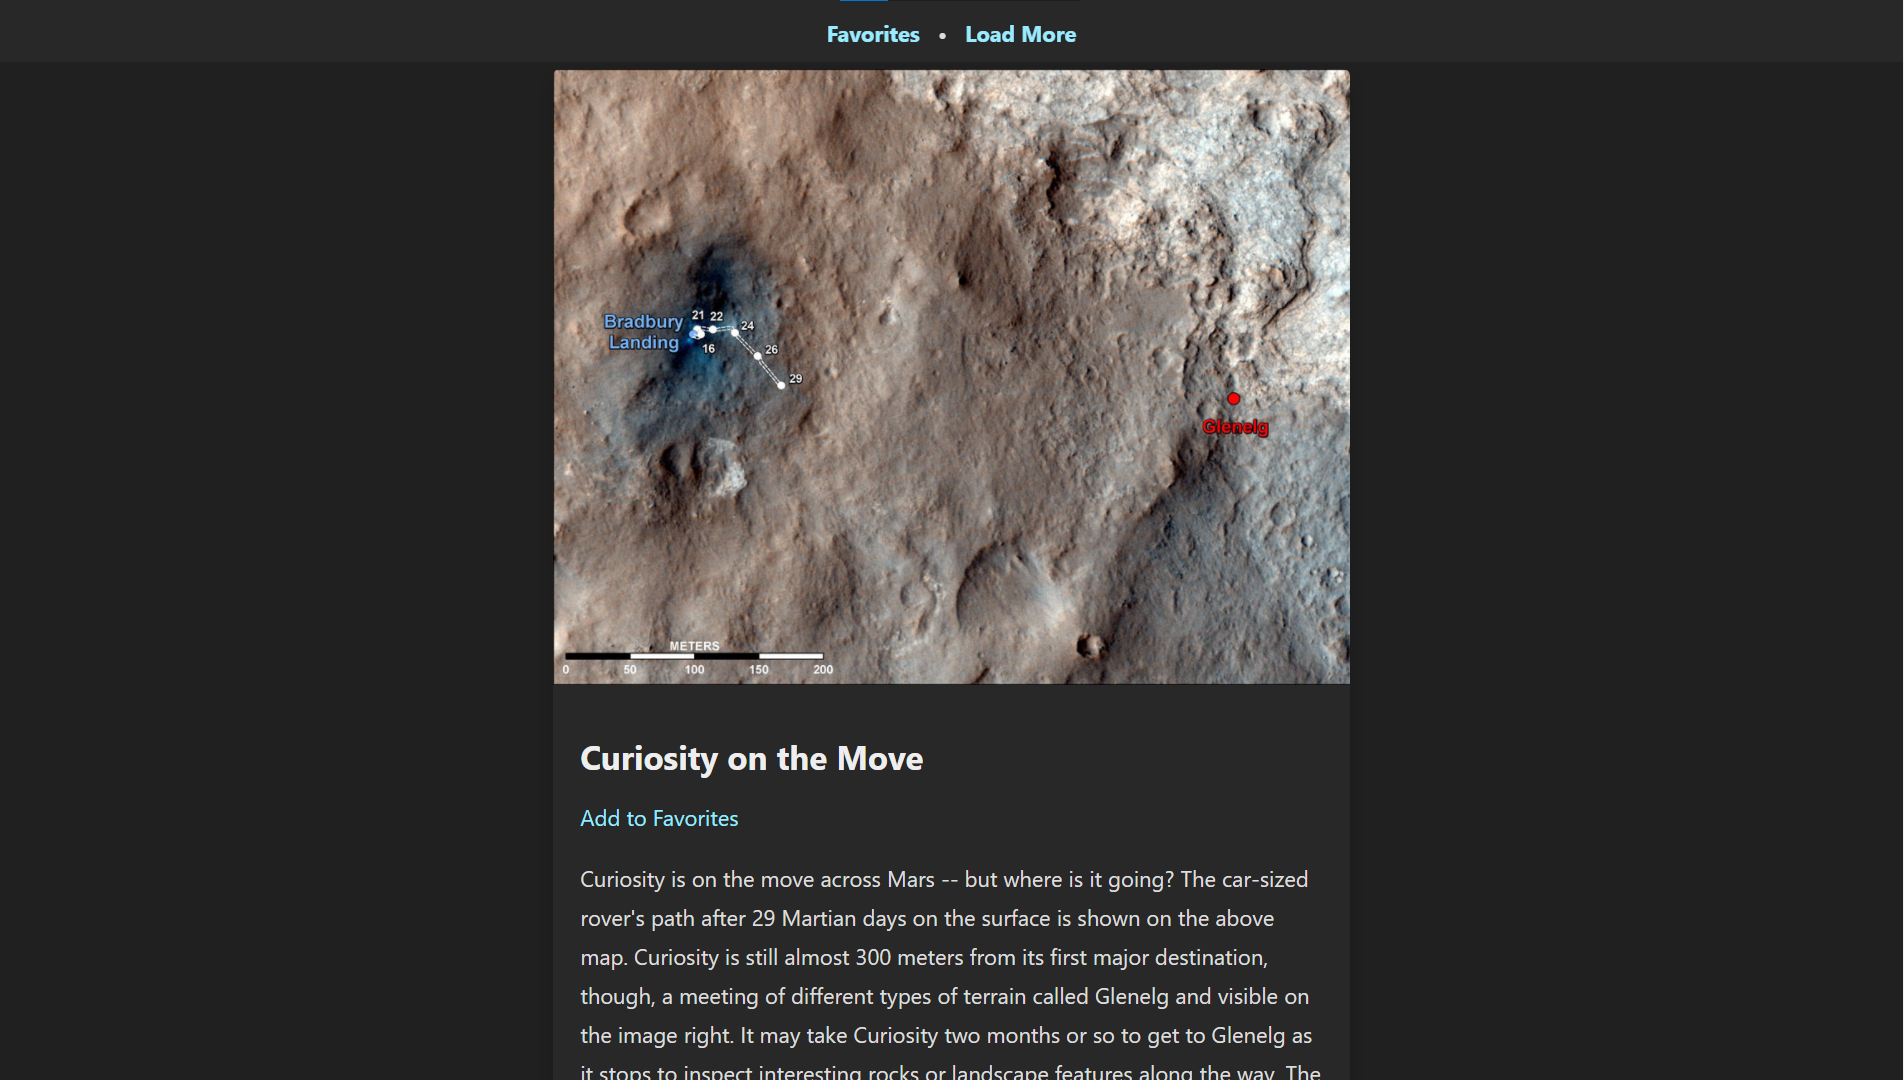 Favorites • Load More
Bradbury
Landing
21 22
24
16
26
29
Glenelg
METERS
0 50 100 150 200
Curiosity on the Move
Add to Favorites
Curiosity is on the move across Mars -- but where is it going? The car-sized
rover's path after 29 Martian days on the surface is shown on the above
map. Curiosity is still almost 300 meters from its first major destination,
though, a meeting of different types of terrain called Glenelg and visible on
the image right. It may take Curiosity two months or so to get to Glenelg as
it stops to inspect interesting rocks or landscape features along the way. The